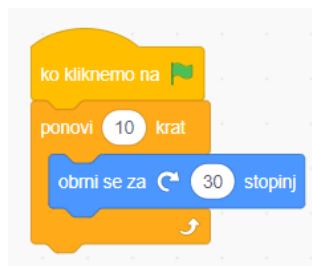 ko kliknemo na
ponovi 10 krat
obrni se za 30 stopinj